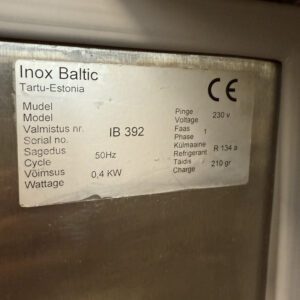 Inox Baltic
Tartu-Estonia
CE
Mudel
Model
Valmistus nr. IB 392
Serial no.
Sagedus 50Hz
Cycle
Võimsus 0,4 KW
Wattage
Pinge 230 v
Voltage
Faas 1
Phase
Külmaaine R 134 a
Refrigerant
Täidis 210 gr
Charge